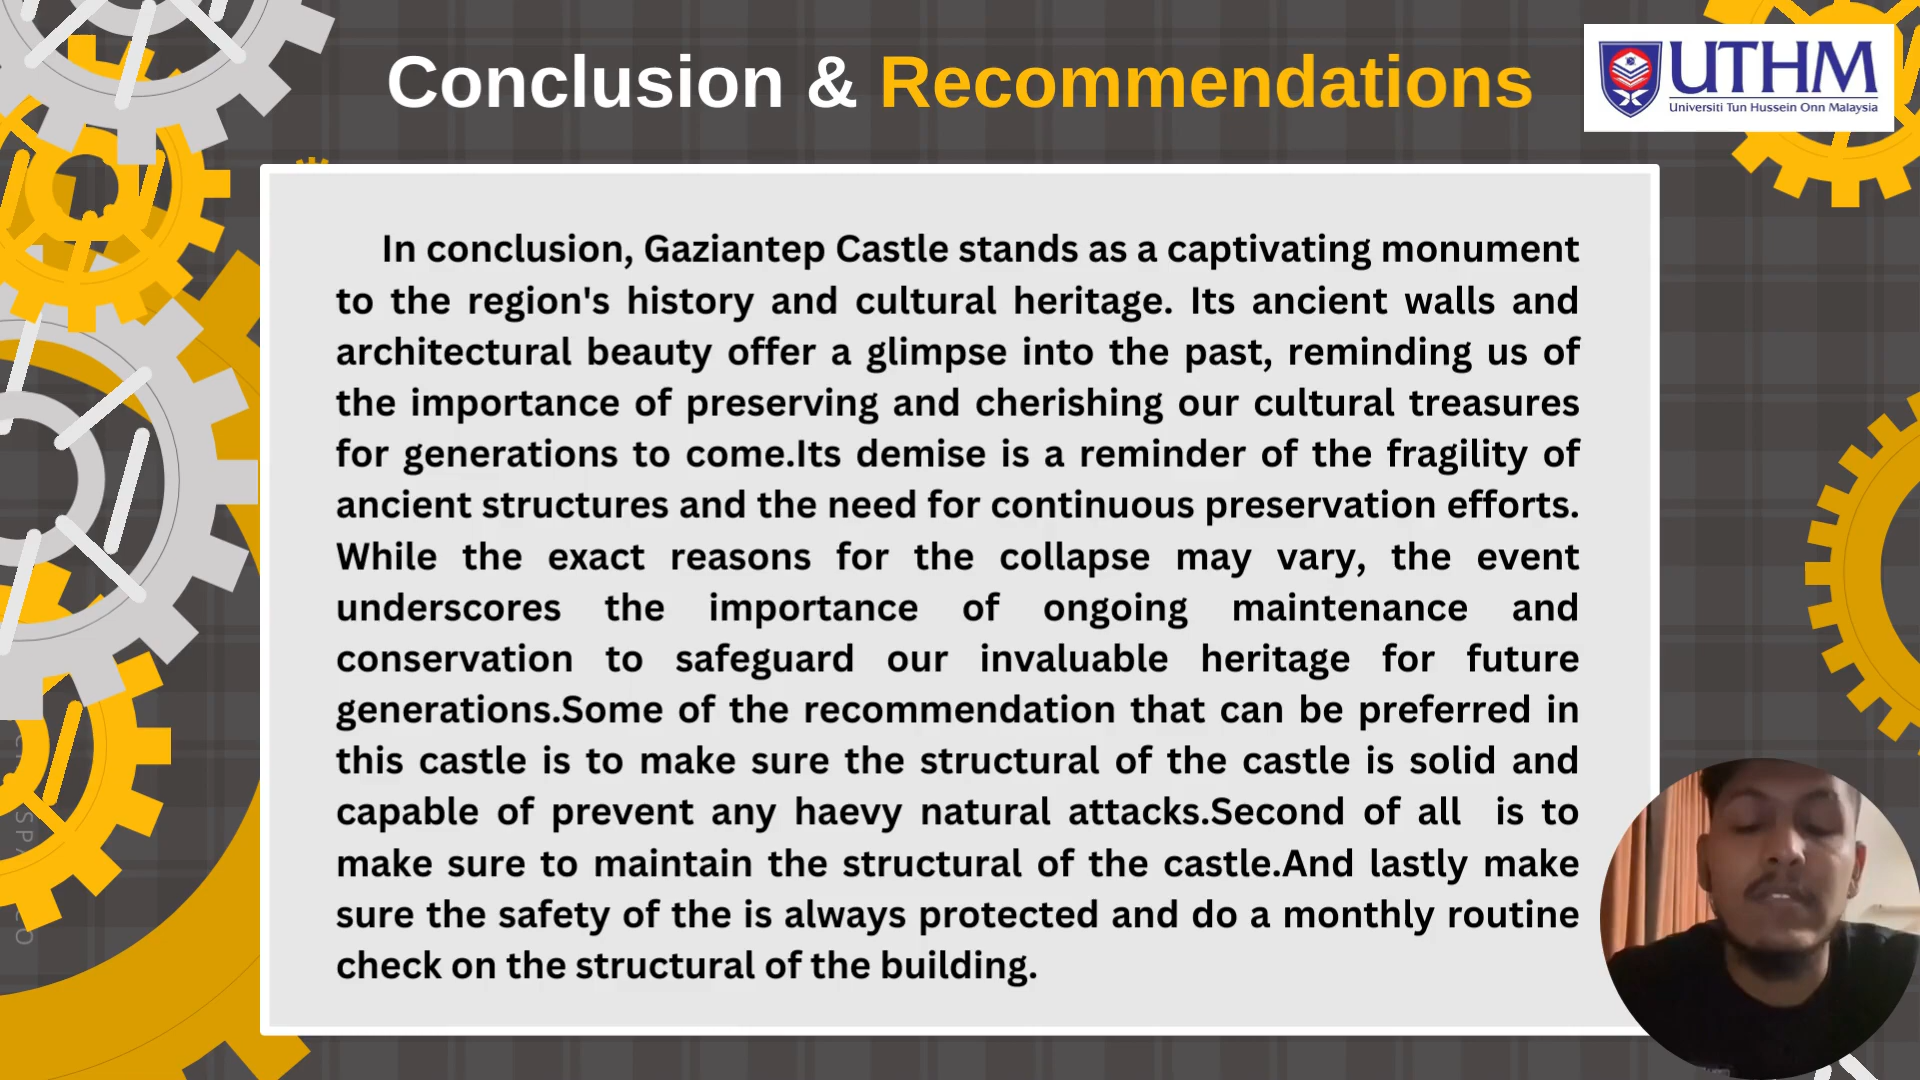 Conclusion & Recommendations
UTHM
Universiti Tun Hussein Onn Malaysia
In conclusion, Gaziantep Castle stands as a captivating monument
to the region's history and cultural heritage. Its ancient walls and
architectural beauty offer a glimpse into the past, reminding us of
the importance of preserving and cherishing our cultural treasures
for generations to come.Its demise is a reminder of the fragility of
ancient structures and the need for continuous preservation efforts.
While the exact reasons for the collapse may vary, the event
underscores the importance of ongoing maintenance and
conservation to safeguard our invaluable heritage for future
generations.Some of the recommendation that can be preferred in
this castle is to make sure the structural of the castle is solid and
capable of prevent any haevy natural attacks.Second of all is to
make sure to maintain the structural of the castle.And lastly make
sure the safety of the is always protected and do a monthly routine
check on the structural of the building.